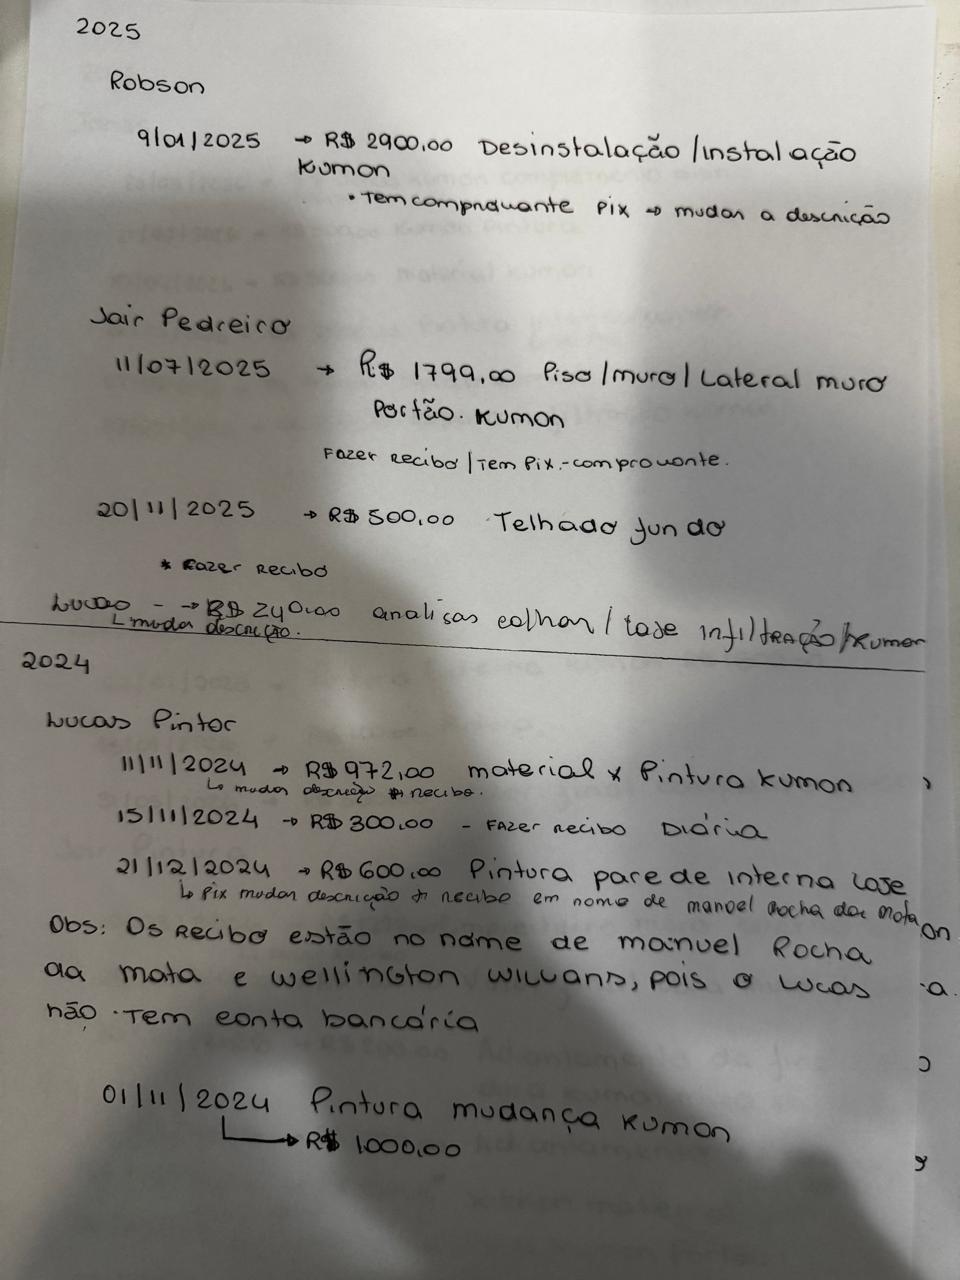 2025
Robson
9/01/2025 → R$ 2900,00 Desinstalação/instalação
Kumon
• Tem comprovante pix → mudar a descrição
Jair Pedreiro
11/07/2025 → R$ 1799,00 Piso/muro/Lateral muro
Portão. Kumon
Fazer recibo/Tem Pix.-comprovante.
20/11/2025 → R$ 500,00 Telhado fundo
* Fazer recibo
Lucas - → R$ 240,00 analisar calha/laje infiltração/Kumon
↳ mudar descrição.
2024
Lucas Pintor
11/11/2024 → R$ 972,00 material x Pintura Kumon
↳ mudar descrição + recibo.
15/11/2024 → R$ 300,00 - Fazer recibo Diária
21/12/2024 → R$ 600,00 Pintura parede interna laje
↳ Pix mudar descrição + recibo em nome de manoel Rocha da Mota
Obs: Os Recibo estão no nome de manuel Rocha
da mata e wellington willians, pois o Lucas
não tem conta bancária
01/11/2024 Pintura mudança Kumon
→ R$ 1.000,00